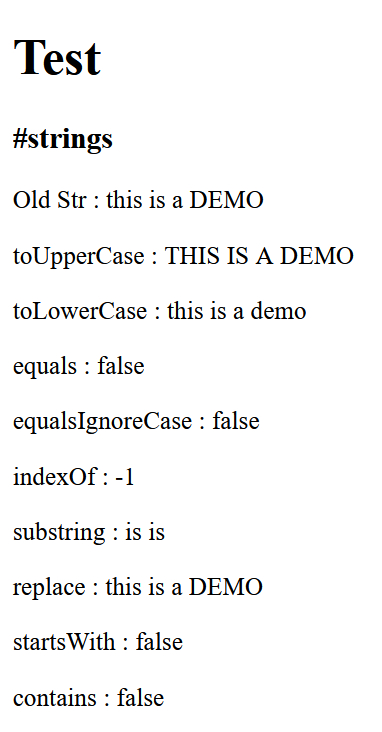 Test
#strings
Old Str : this is a DEMO
toUpperCase : THIS IS A DEMO
toLowerCase : this is a demo
equals : false
equalsIgnoreCase : false
indexOf : -1
substring : is is
replace : this is a DEMO
startsWith : false
contains : false